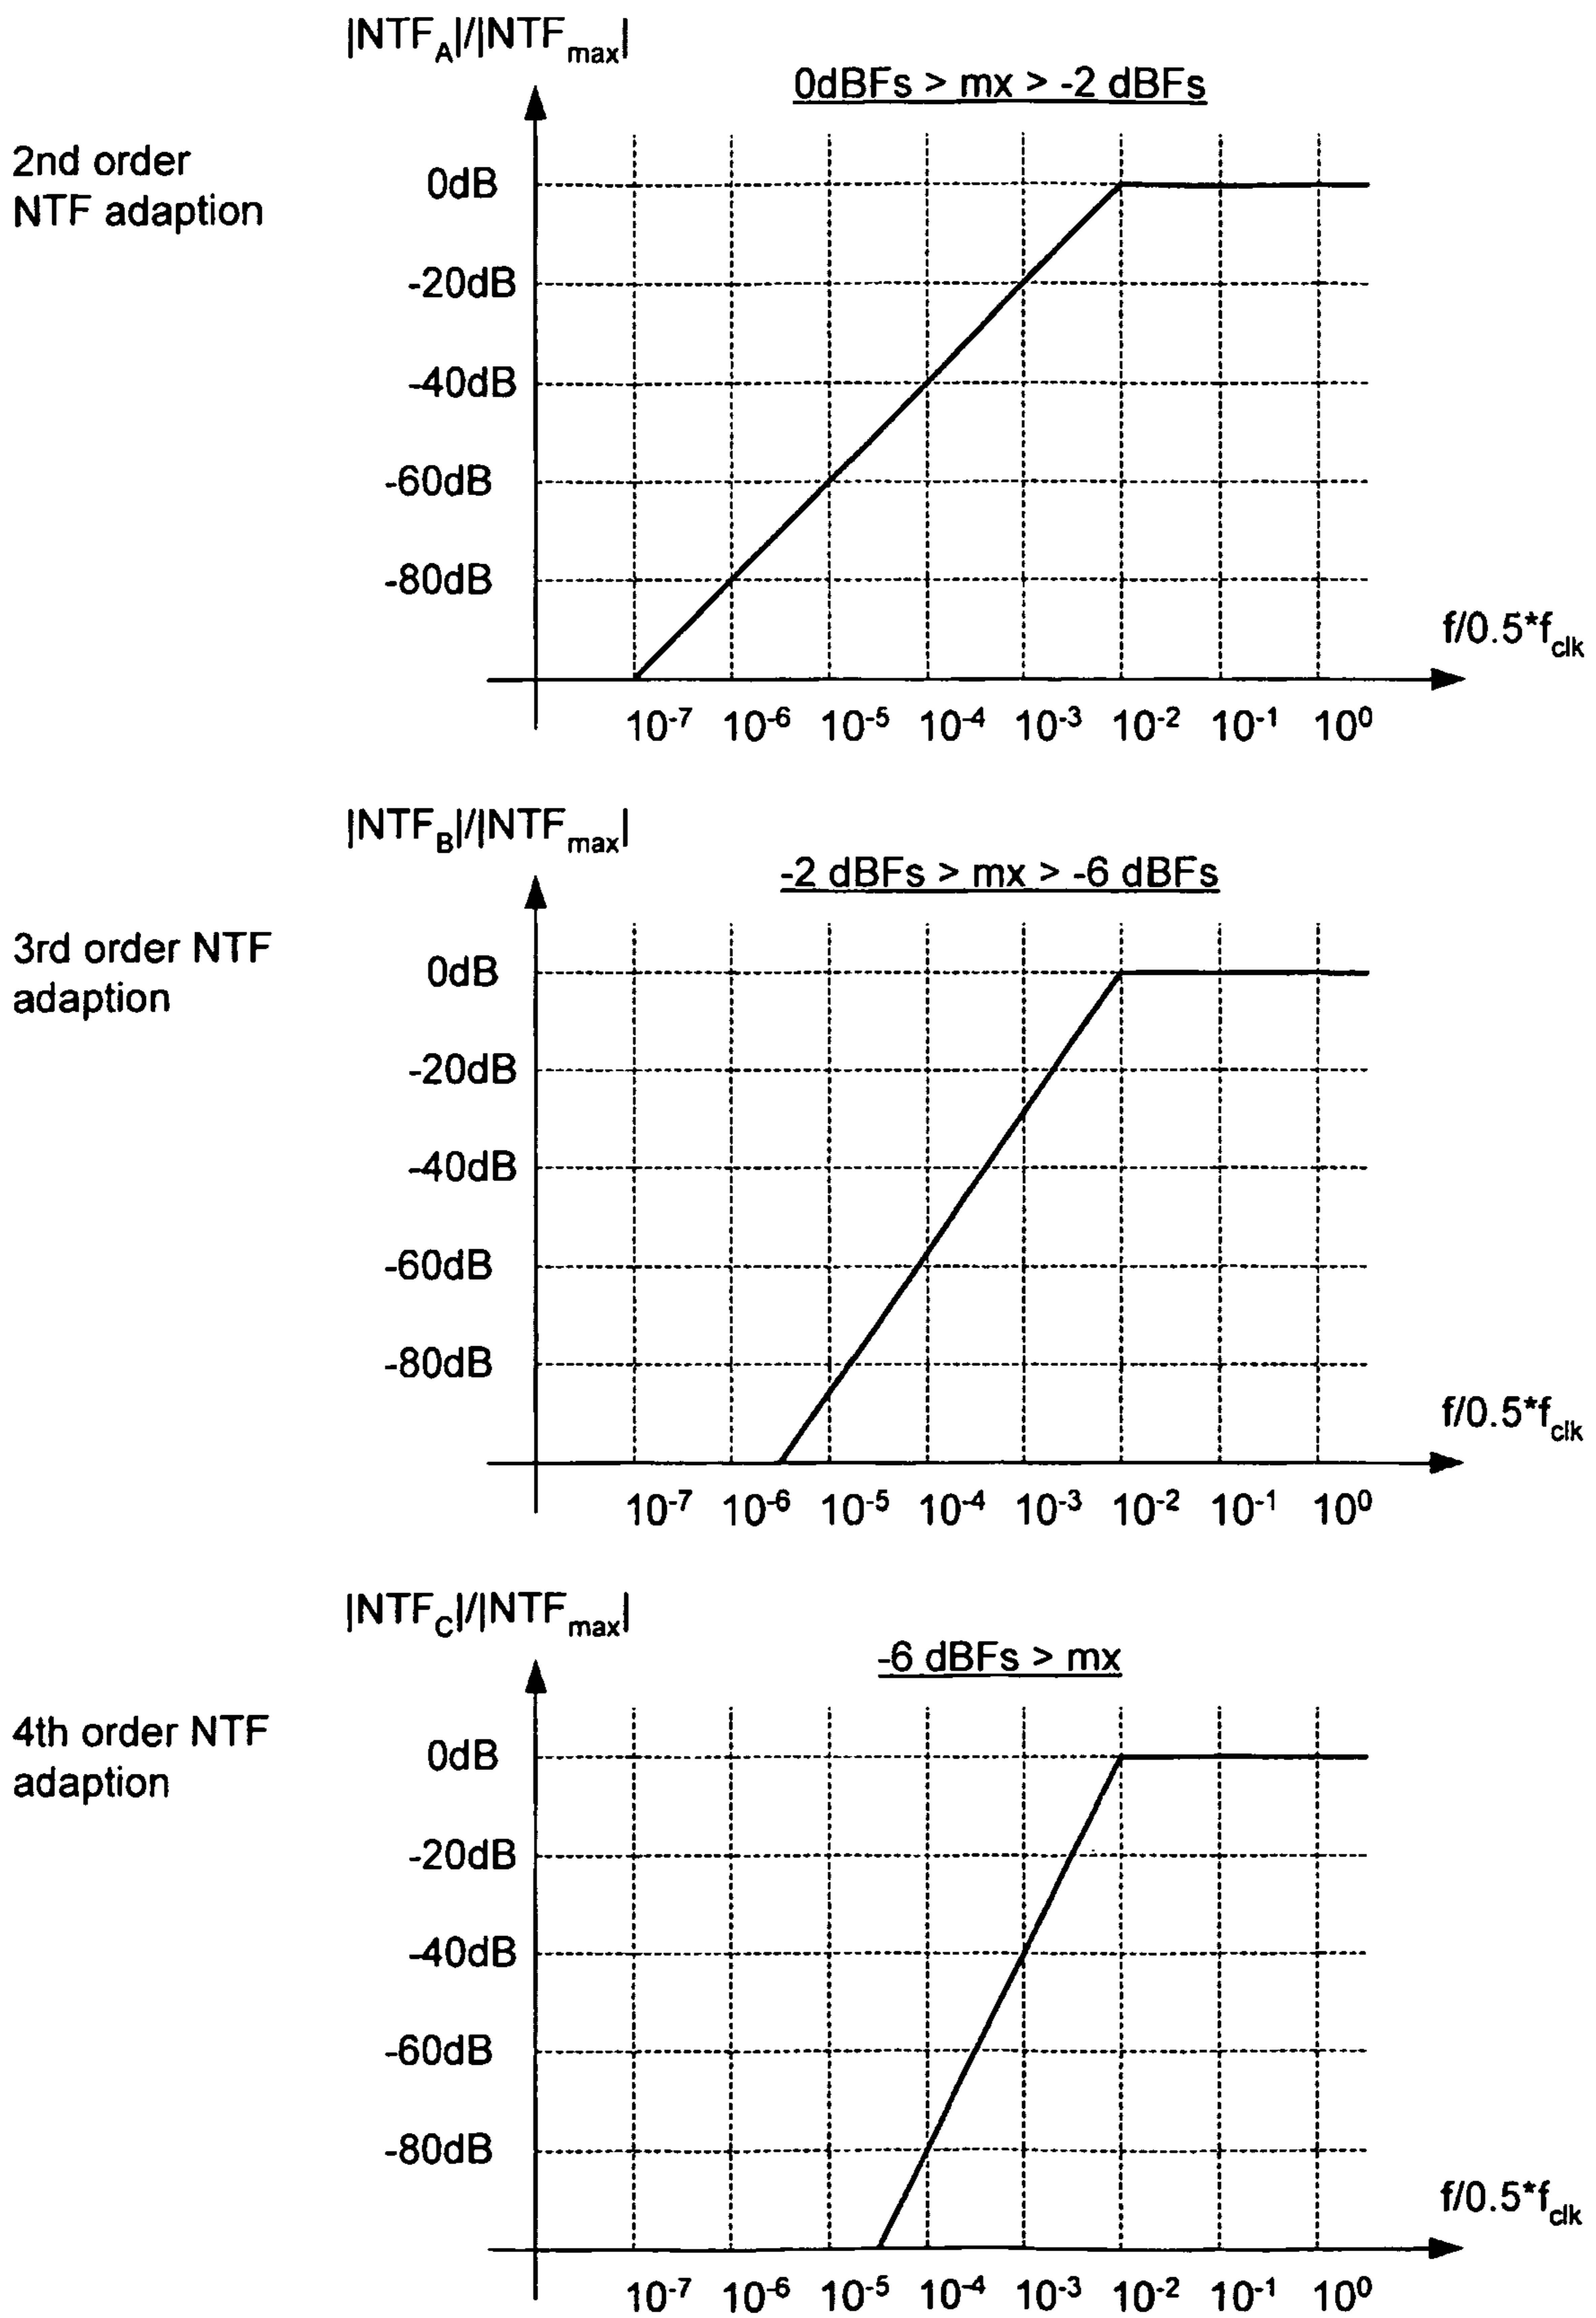 |NTF_A|/|NTF_max|
0dBFs > mx > -2 dBFs
2nd order
NTF adaption
0dB
-20dB
-40dB
-60dB
-80dB
f/0.5*f_clk
10^-7 10^-6 10^-5 10^-4 10^-3 10^-2 10^-1 10^0
|NTF_B|/|NTF_max|
-2 dBFs > mx > -6 dBFs
3rd order NTF
adaption
0dB
-20dB
-40dB
-60dB
-80dB
f/0.5*f_clk
10^-7 10^-6 10^-5 10^-4 10^-3 10^-2 10^-1 10^0
|NTF_C|/|NTF_max|
-6 dBFs > mx
4th order NTF
adaption
0dB
-20dB
-40dB
-60dB
-80dB
f/0.5*f_clk
10^-7 10^-6 10^-5 10^-4 10^-3 10^-2 10^-1 10^0